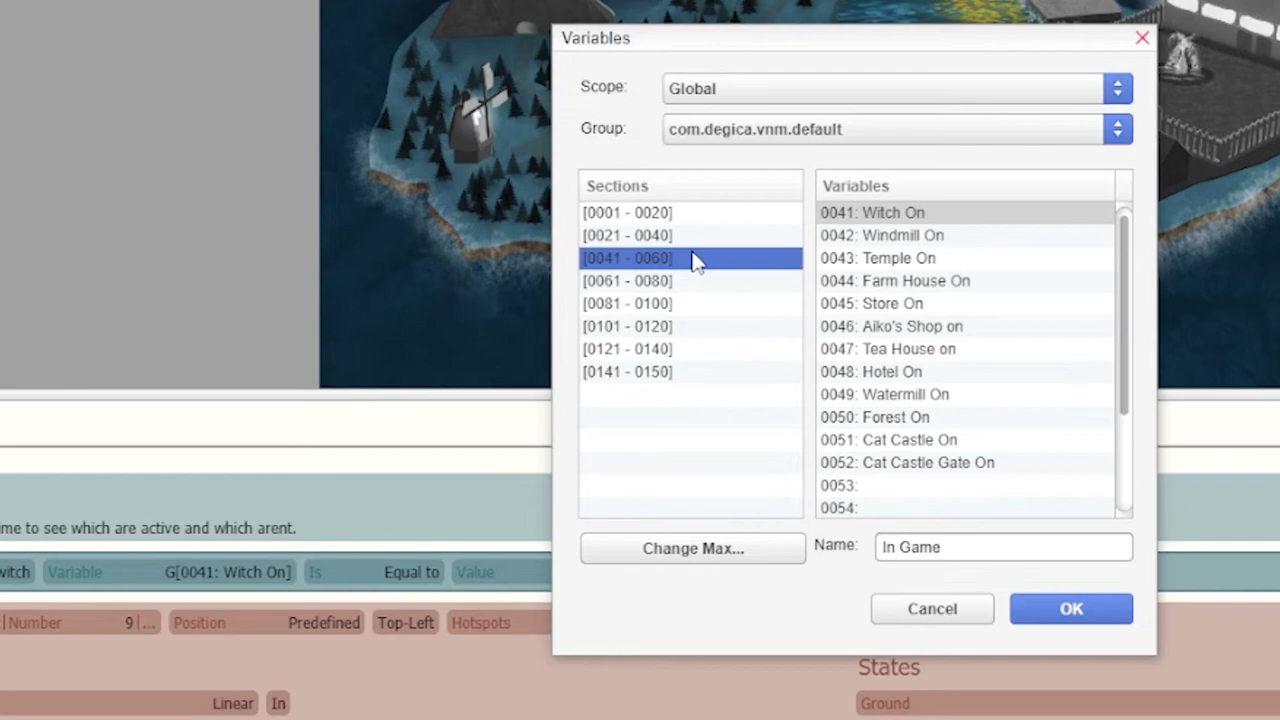 Variables
Scope:
Global
Group:
com.degica.vnm.default
Sections
[0001 - 0020]
[0021 - 0040]
[0041 - 0060]
[0061 - 0080]
[0081 - 0100]
[0101 - 0120]
[0121 - 0140]
[0141 - 0150]
Variables
0041: Witch On
0042: Windmill On
0043: Temple On
0044: Farm House On
0045: Store On
0046: Aiko's Shop on
0047: Tea House on
0048: Hotel On
0049: Watermill On
0050: Forest On
0051: Cat Castle On
0052: Cat Castle Gate On
0053:
0054:
Change Max...
Name:
In Game
Cancel
OK
ime to see which are active and which arent.
witch Variable G[0041: Witch On] Is Equal to Value
Number 9 ... Position Predefined Top-Left Hotspots
States
Linear In
Ground